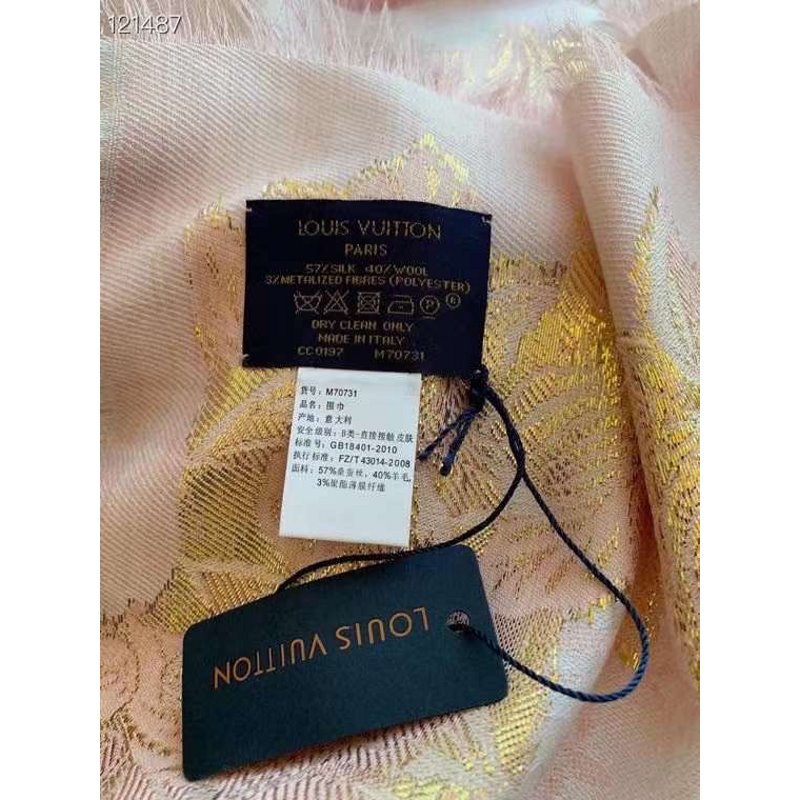 121487
LOUIS VUITTON
PARIS
57%SILK 40%WOOL
3%METALIZED FIBRES (POLYESTER)
P ®
DRY CLEAN ONLY
MADE IN ITALY
CC0197 M70731
货号：M70731
品名：围巾
产地：意大利
安全级别：B类-直接接触皮肤
标准号：GB18401-2010
执行标准：FZ/T43014-2008
面料：57%桑蚕丝，40%羊毛，
3%聚酯薄膜纤维
LOUIS VUITTON